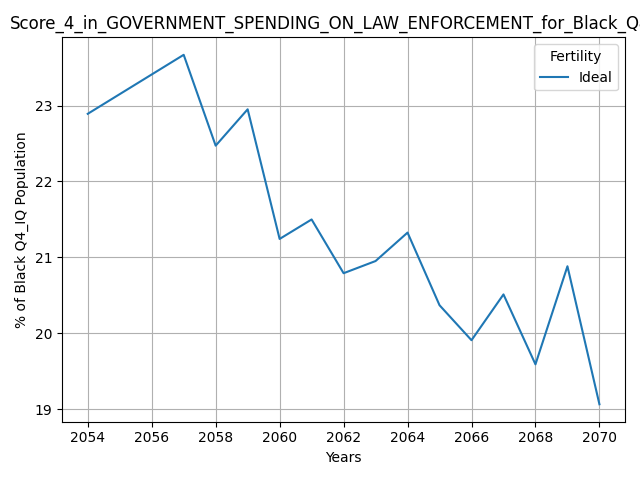 Score_4_in_GOVERNMENT_SPENDING_ON_LAW_ENFORCEMENT_for_Black_Q
Fertility
Ideal
% of Black Q4_IQ Population
23
22
21
20
19
2054 2056 2058 2060 2062 2064 2066 2068 2070
Years